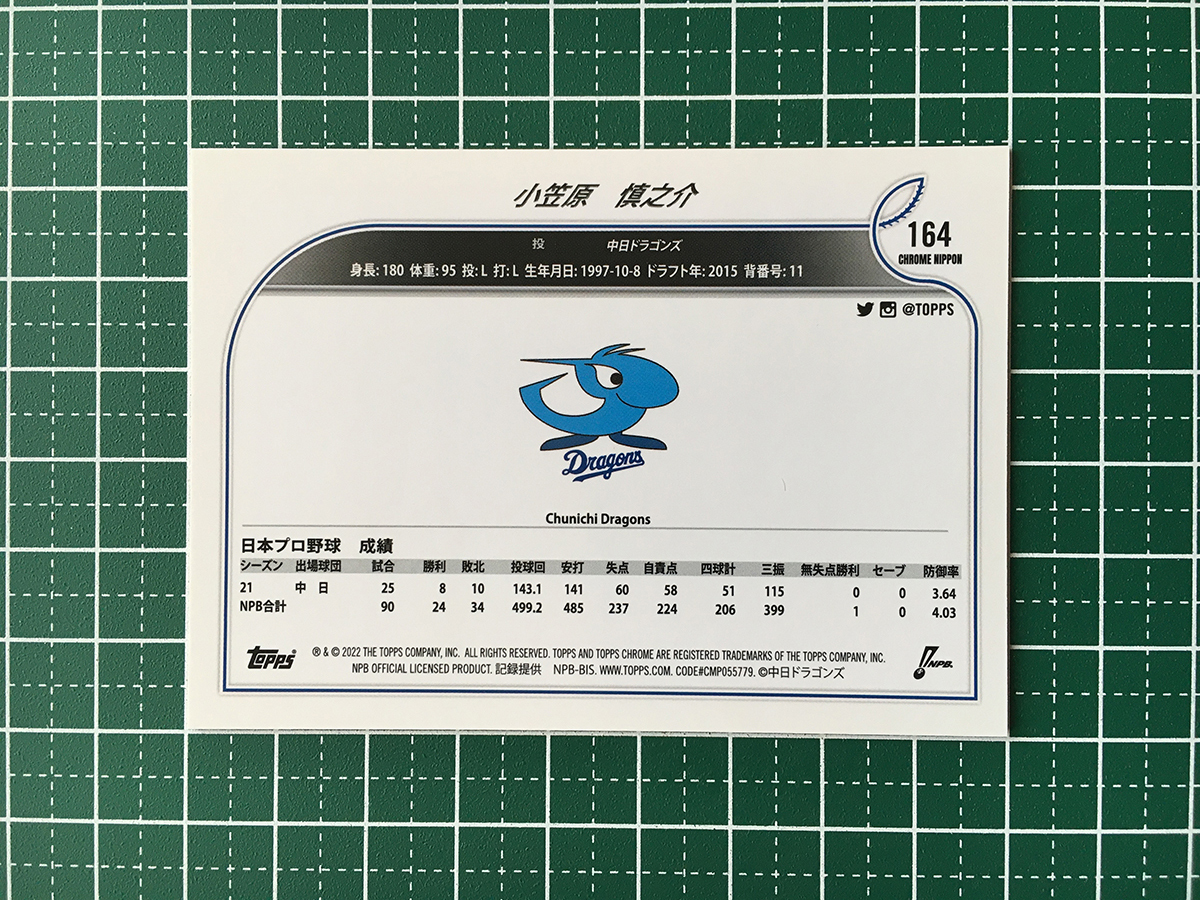 小笠原 慎之介
164
CHROME NIPPON
投 中日ドラゴンズ
身長: 180 体重: 95 投: L 打: L 生年月日: 1997-10-8 ドラフト年: 2015 背番号: 11
@TOPPS
Dragons
Chunichi Dragons
日本プロ野球 成績
シーズン 出場球団 試合 勝利 敗北 投球回 安打 失点 自責点 四球計 三振 無失点勝利 セーブ 防御率
21 中 日 25 8 10 143.1 141 60 58 51 115 0 0 3.64
NPB合計 90 24 34 499.2 485 237 224 206 399 1 0 4.03
topps
® & © 2022 THE TOPPS COMPANY, INC. ALL RIGHTS RESERVED. TOPPS AND TOPPS CHROME ARE REGISTERED TRADEMARKS OF THE TOPPS COMPANY, INC.
NPB OFFICIAL LICENSED PRODUCT. 記録提供 NPB-BIS. WWW.TOPPS.COM. CODE#CMP055779. ©中日ドラゴンズ
NPB.